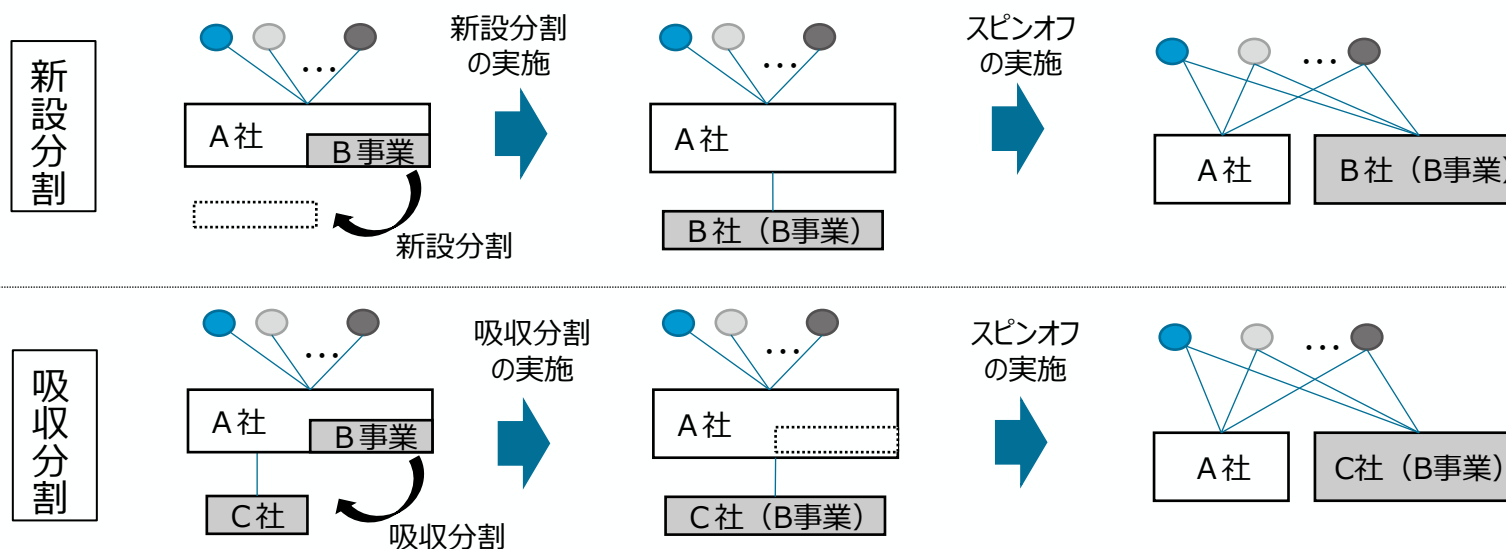 新設分割
A社
B事業
…
新設分割
新設分割
の実施
A社
…
B社（B事業）
スピンオフ
の実施
…
A社
B社（B事業）
吸収分割
A社
B事業
…
C社
吸収分割
吸収分割
の実施
A社
…
C社（B事業）
スピンオフ
の実施
…
A社
C社（B事業）